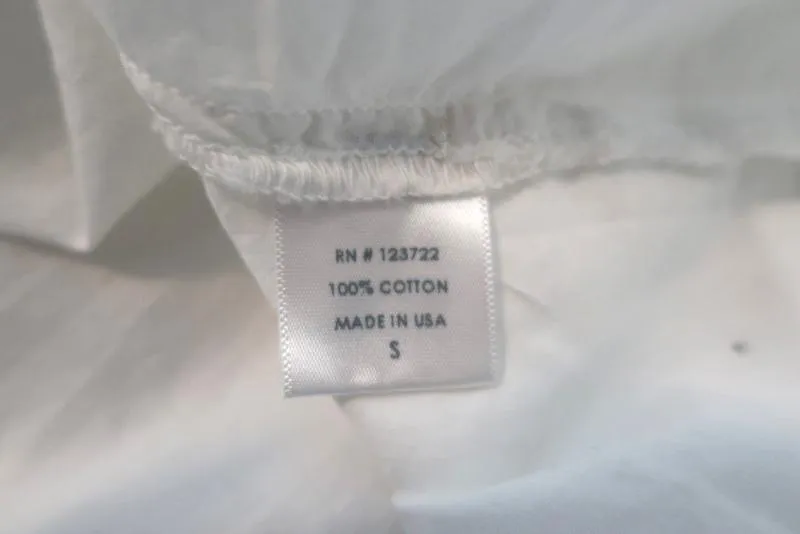 RN # 123722
100% COTTON
MADE IN USA
S